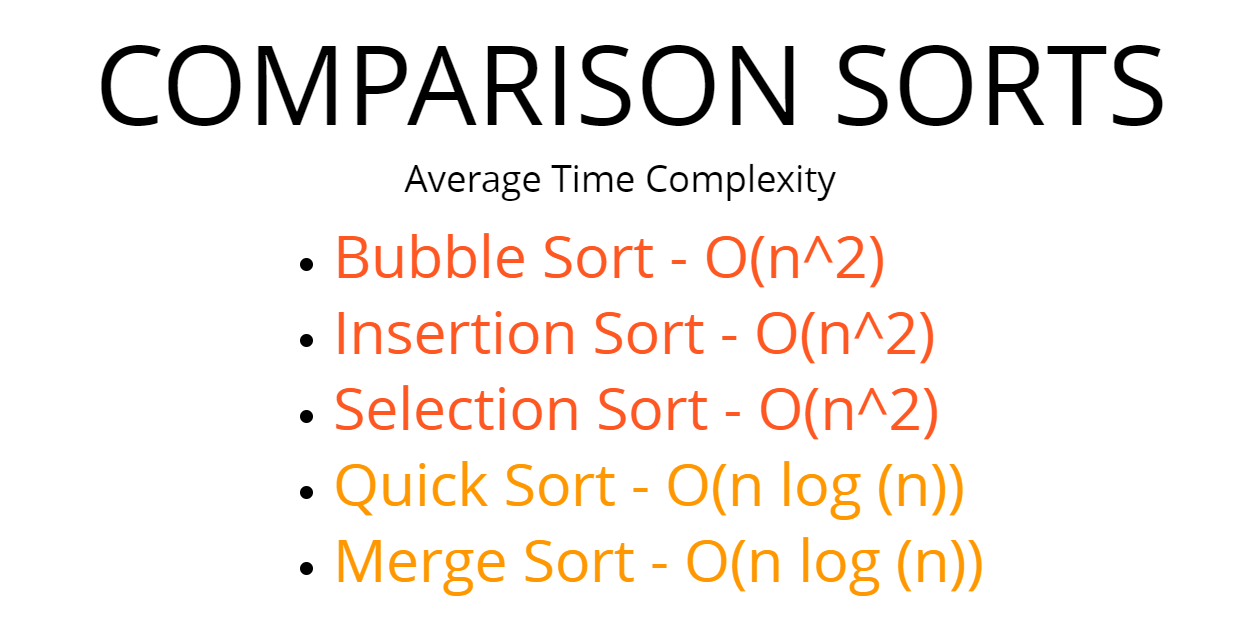 COMPARISON SORTS
Average Time Complexity
• Bubble Sort - O(n^2)
• Insertion Sort - O(n^2)
• Selection Sort - O(n^2)
• Quick Sort - O(n log (n))
• Merge Sort - O(n log (n))